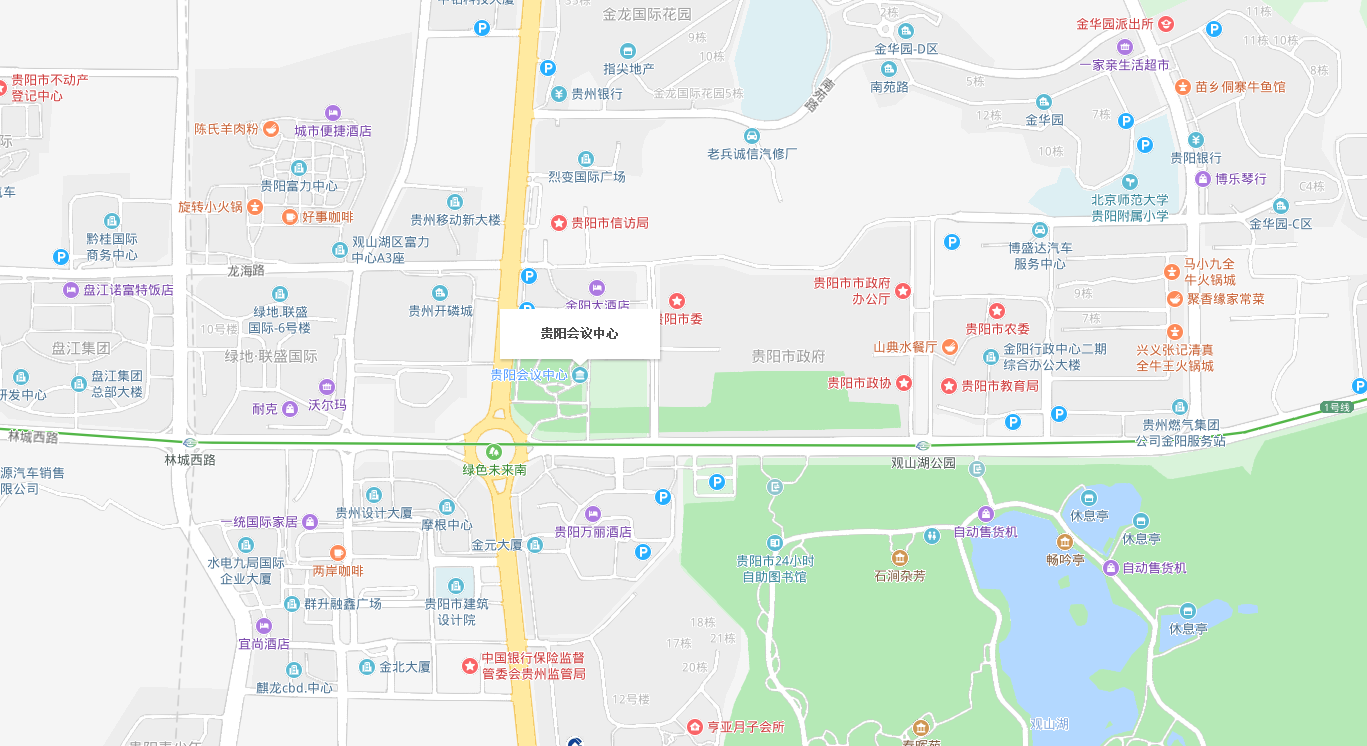 金龙国际花园
9栋
10栋
指尖地产
贵州银行
金龙国际花园5栋
南苑路
2栋
金华园-D区
南苑路
5栋
12栋
金华园派出所
一家亲生活超市
11栋
11栋
10栋
8栋
苗乡侗寨牛鱼馆
金华园
7栋
10栋
贵阳银行
博乐琴行
C4栋
北京师范大学
贵阳附属小学
金华园-C区
贵阳市不动产
登记中心
陈氏羊肉粉
城市便捷酒店
贵阳富力中心
旋转小火锅
好事咖啡
贵州移动新大楼
观山湖区富力
中心A3座
黔桂国际
商务中心
龙海路
盘江诺富特饭店
老兵诚信汽修厂
烈变国际广场
贵阳市信访局
博盛达汽车
服务中心
马小九全
牛火锅城
聚香缘家常菜
9栋
7栋
兴义张记清真
全牛王火锅城
贵阳市市政府
办公厅
贵阳市农委
山典水餐厅
金阳行政中心二期
综合办公大楼
贵阳市政协
贵阳市教育局
贵阳市政府
金阳大酒店
贵阳市委
贵阳会议中心
贵阳会议中心
绿地.联盛
国际-6号楼
10号楼
绿地·联盛国际
贵州开磷城
盘江集团
盘江集团
总部大楼
研发中心
耐克
沃尔玛
林城西路
林城西路
绿色未来南
观山湖公园
1号线
贵州燃气集团
公司金阳服务站
源汽车销售
限公司
一统国际家居
贵州设计大厦
摩根中心
金元大厦
贵阳万丽酒店
水电九局国际
企业大厦
两岸咖啡
群升融鑫广场
贵阳市建筑
设计院
宜尚酒店
麒龙cbd.中心
金北大厦
中国银行保险监督
管委会贵州监管局
18栋
17栋
21栋
20栋
12号楼
亨亚月子会所
贵阳市24小时
自助图书馆
石涧杂芳
自动售货机
休息亭
休息亭
畅吟亭
自动售货机
休息亭
观山湖